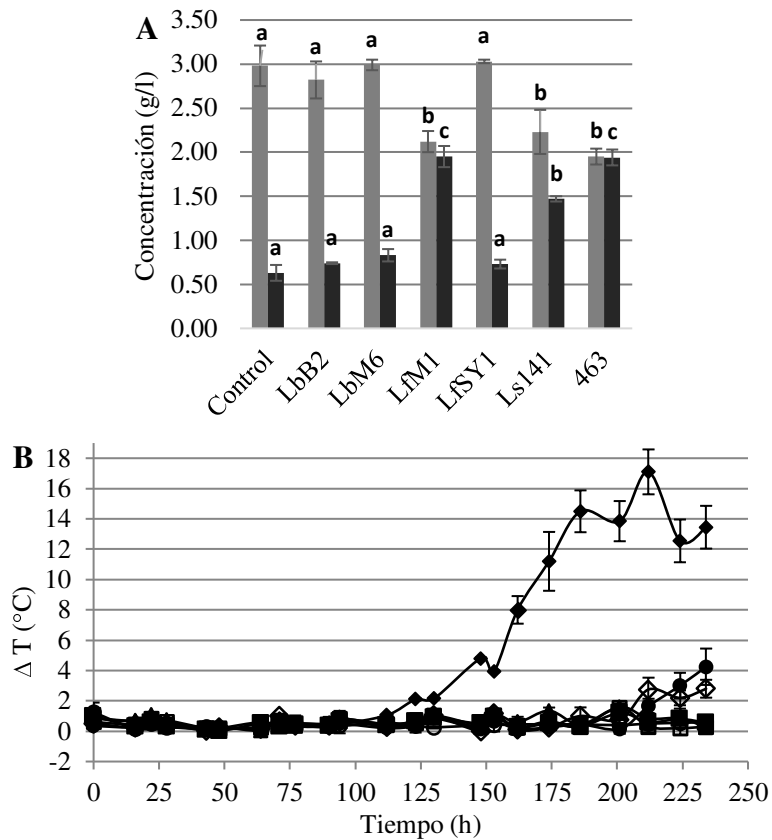 A
Concentración (g/l)
3.50
3.00
2.50
2.00
1.50
1.00
0.50
0.00
a a a b c a b b b c
a a a a
Control LbB2 LbM6 LfM1 LfSY1 Ls141 463
B
Δ T (°C)
18
16
14
12
10
8
6
4
2
0
-2
0 25 50 75 100 125 150 175 200 225 250
Tiempo (h)